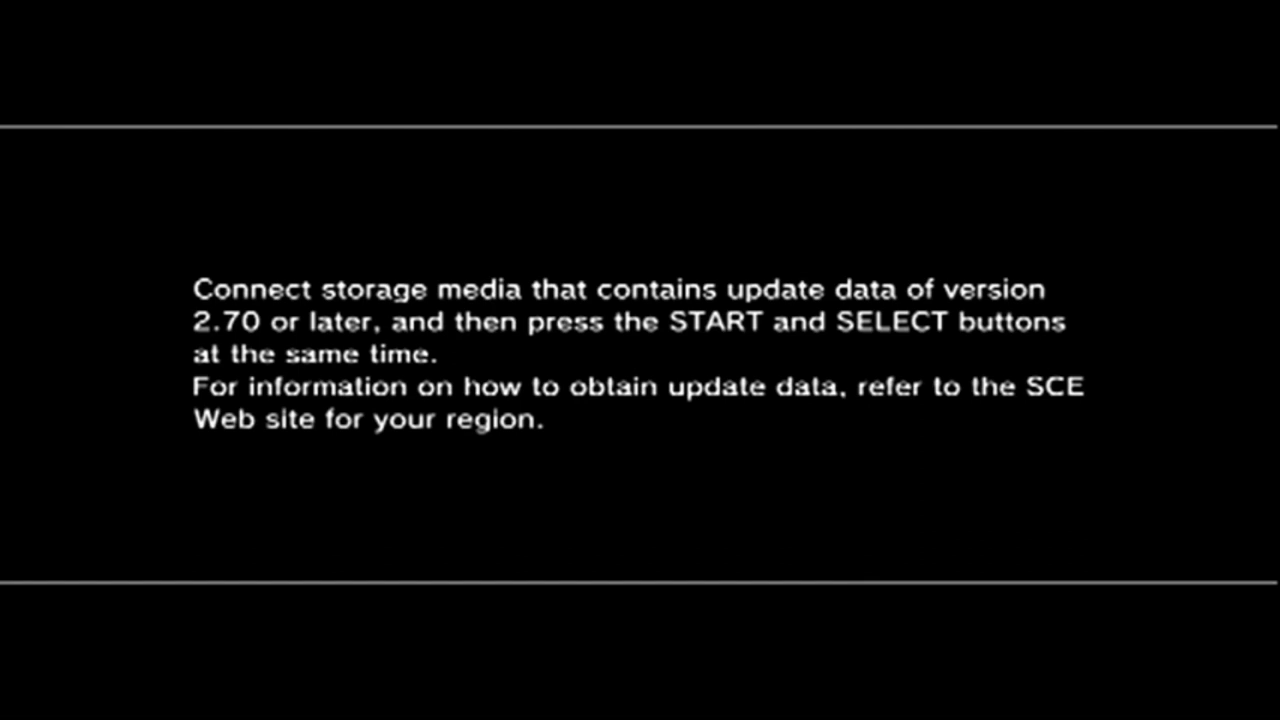 Connect storage media that contains update data of version
2.70 or later, and then press the START and SELECT buttons
at the same time.
For information on how to obtain update data, refer to the SCE
Web site for your region.